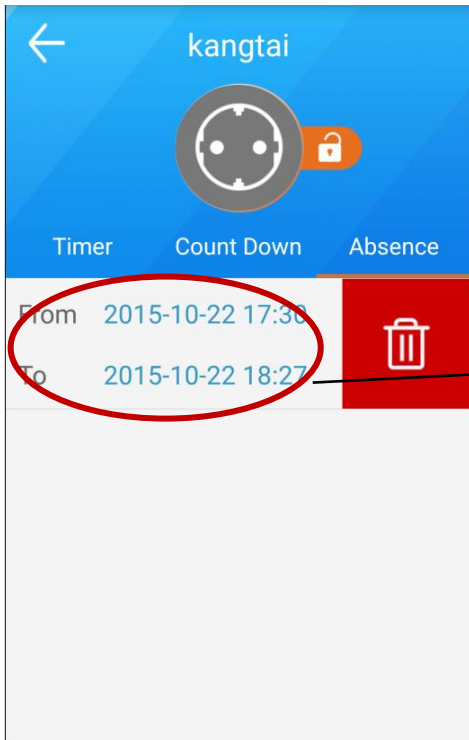 kangtai
Timer Count Down Absence
From 2015-10-22 17:30
To 2015-10-22 18:27